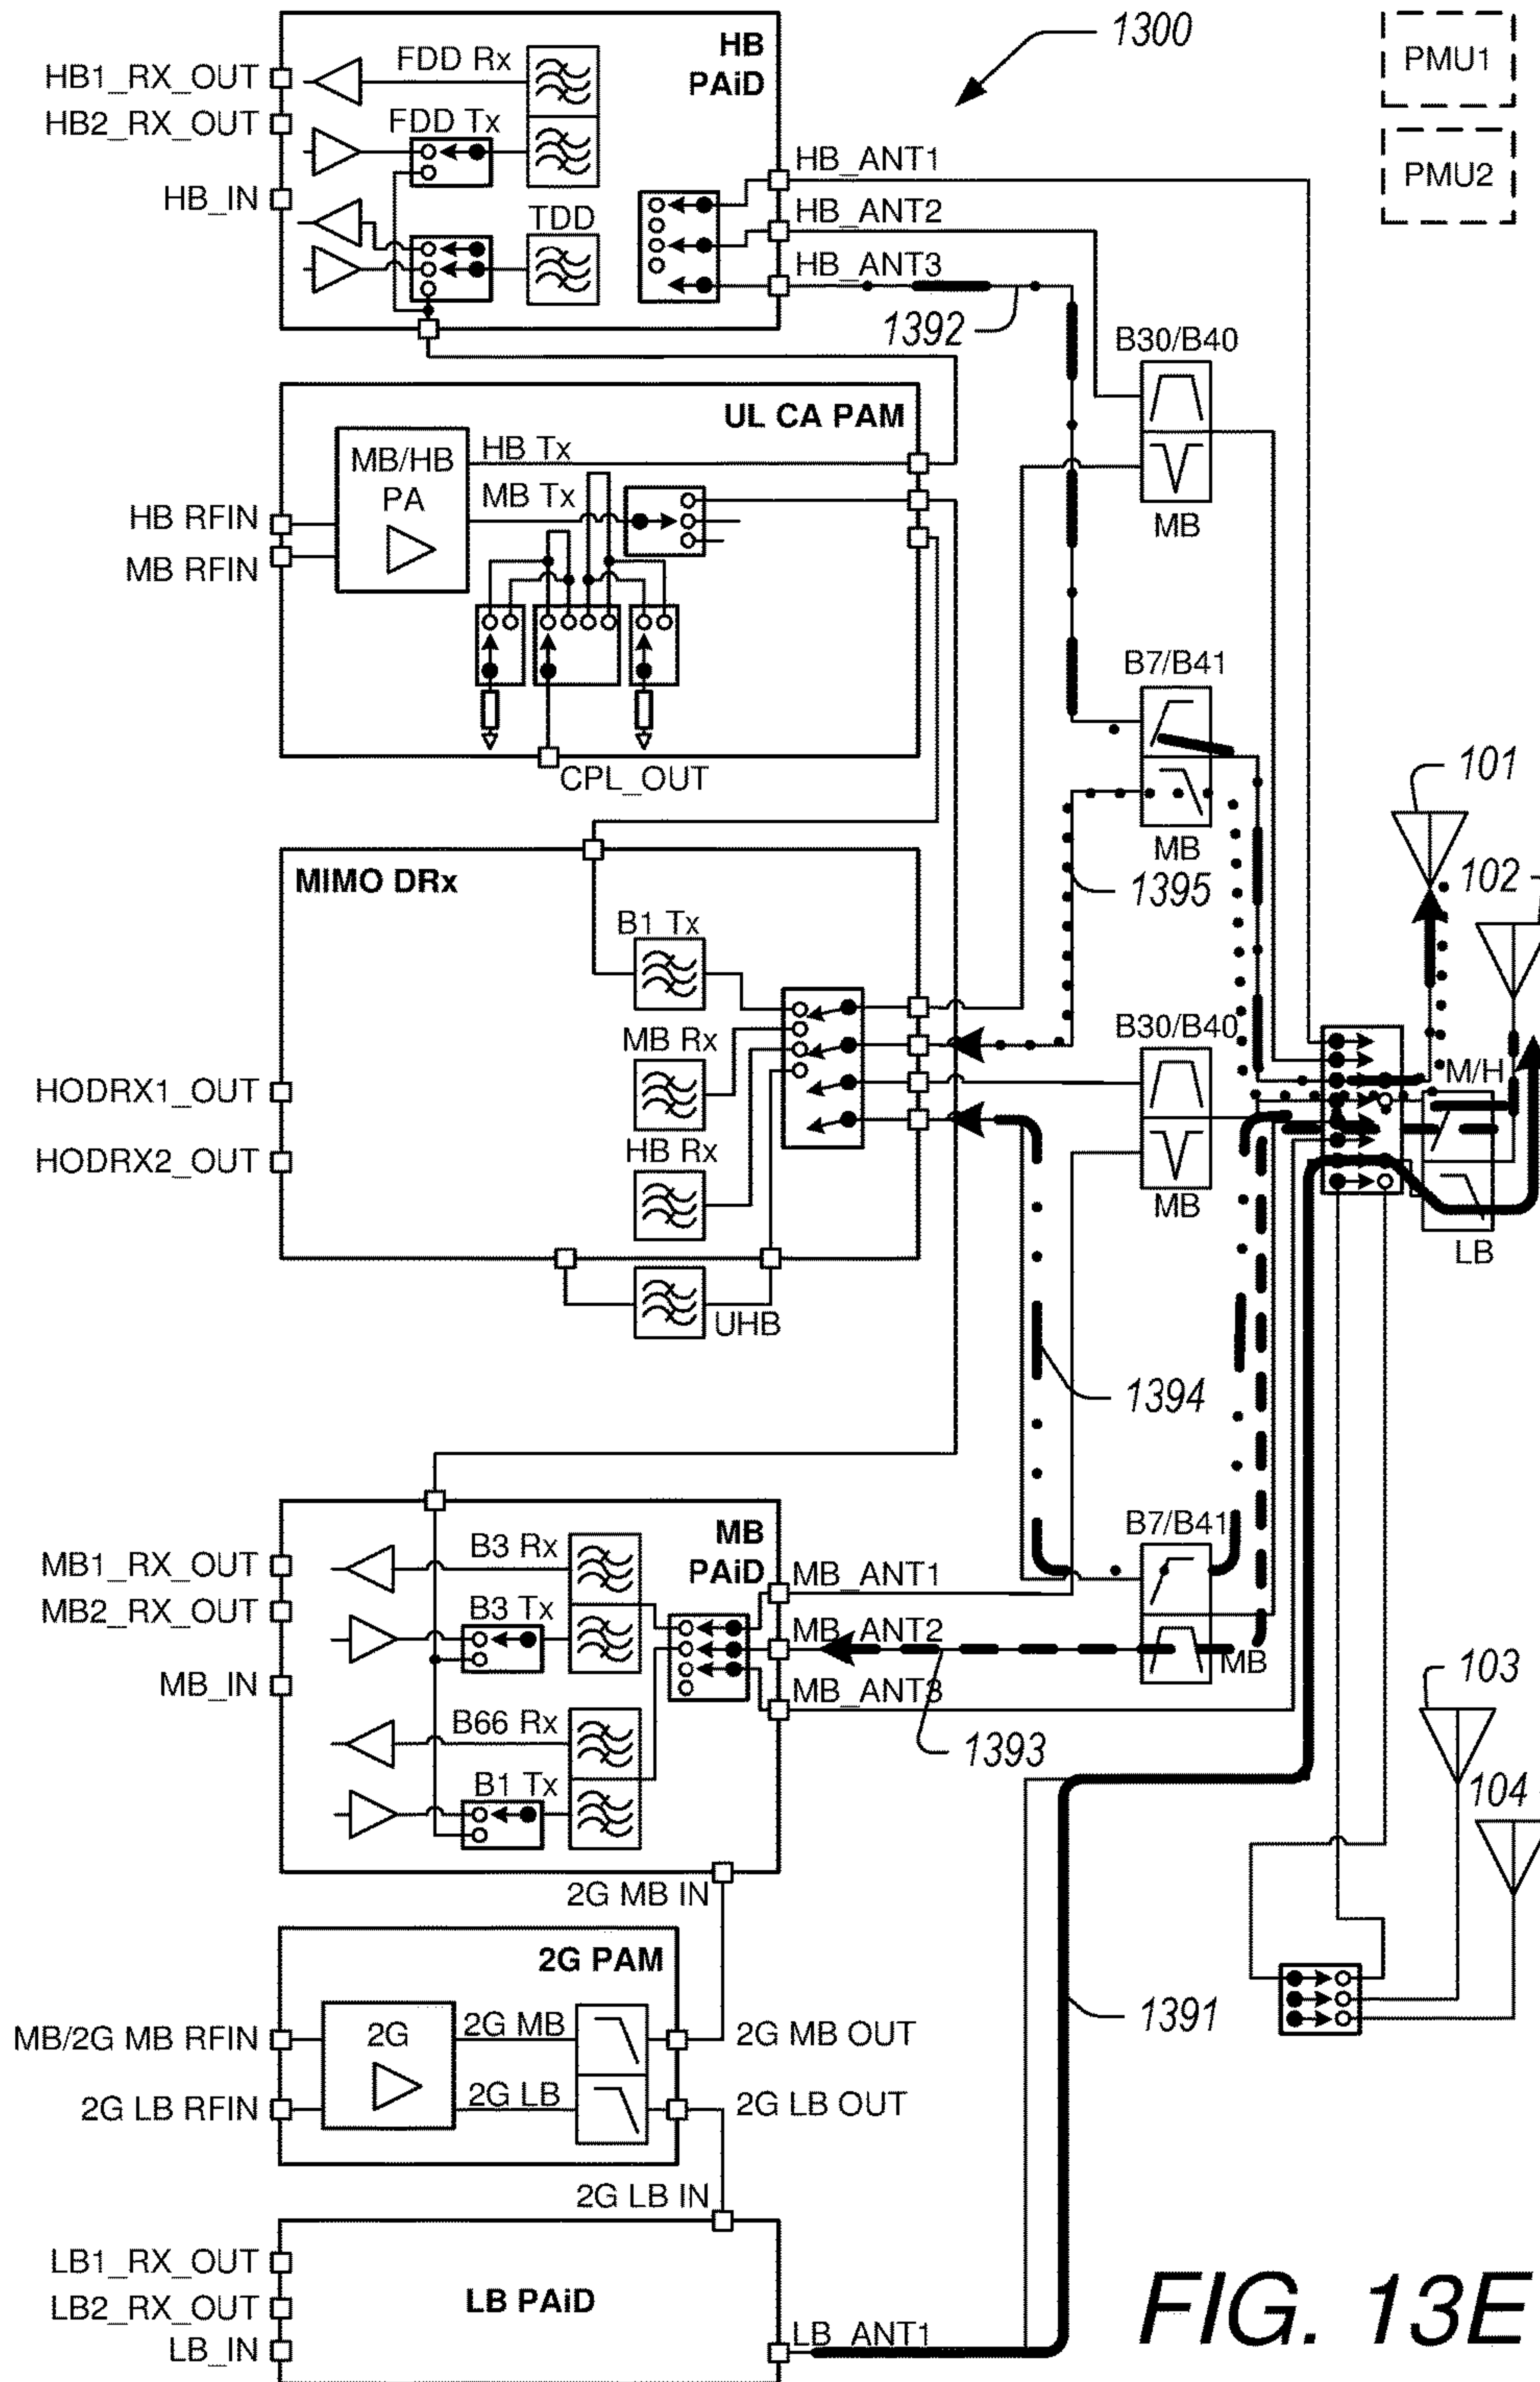 1300
PMU1
PMU2
HB
PAiD
HB1_RX_OUT
HB2_RX_OUT
HB_IN
FDD Rx
FDD Tx
TDD
HB_ANT1
HB_ANT2
HB_ANT3
1392
B30/B40
MB
UL CA PAM
MB/HB
PA
HB Tx
MB Tx
HB RFIN
MB RFIN
CPL_OUT
B7/B41
MB
1395
101
102
MIMO DRx
B1 Tx
MB Rx
HB Rx
HODRX1_OUT
HODRX2_OUT
UHB
B30/B40
MB
M/H
LB
1394
MB
PAiD
MB1_RX_OUT
MB2_RX_OUT
MB_IN
B3 Rx
B3 Tx
B66 Rx
B1 Tx
MB_ANT1
MB_ANT2
MB_ANT3
B7/B41
MB
1393
103
104
2G MB IN
2G PAM
MB/2G MB RFIN
2G LB RFIN
2G
2G MB
2G LB
2G MB OUT
2G LB OUT
1391
2G LB IN
LB1_RX_OUT
LB2_RX_OUT
LB_IN
LB PAiD
LB_ANT1
FIG. 13E